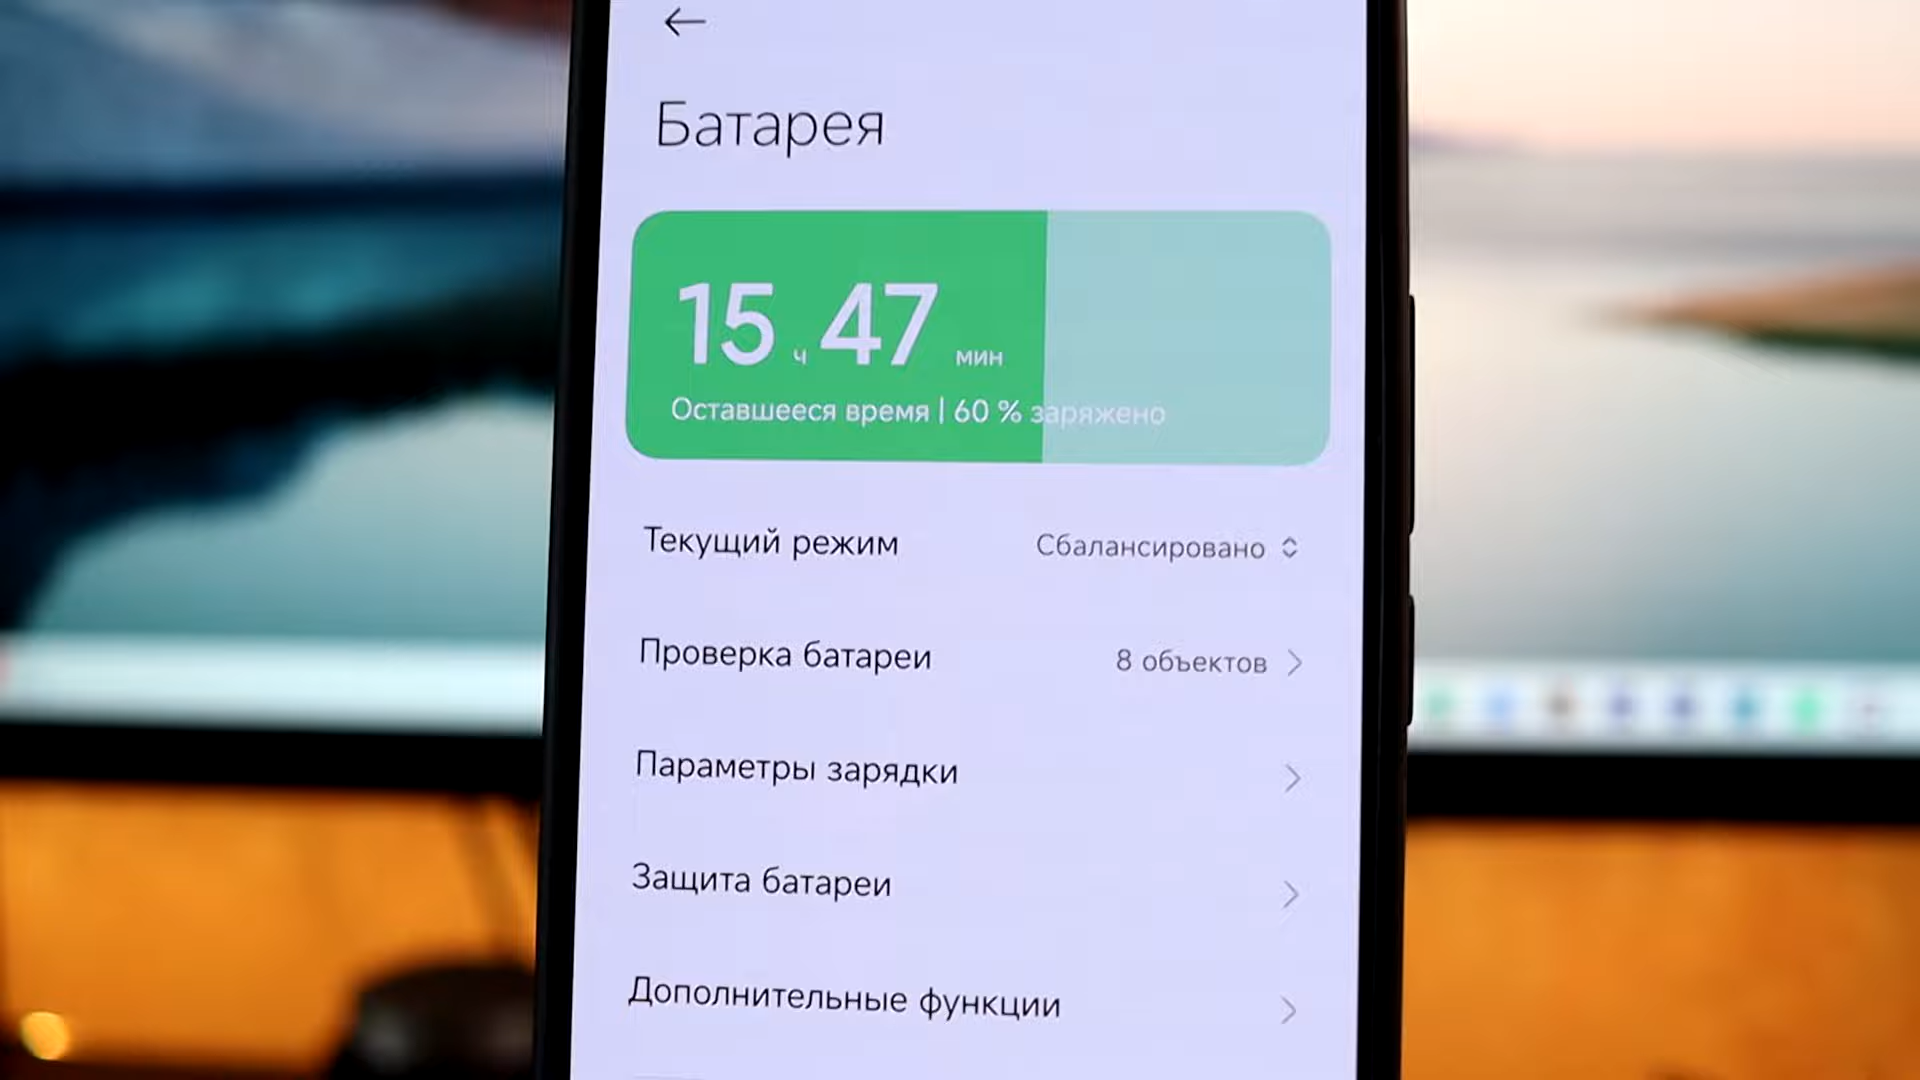 Батарея
15 ч 47 мин
Оставшееся время | 60 % заряжено
Текущий режим Сбалансировано
Проверка батареи 8 объектов
Параметры зарядки
Защита батареи
Дополнительные функции